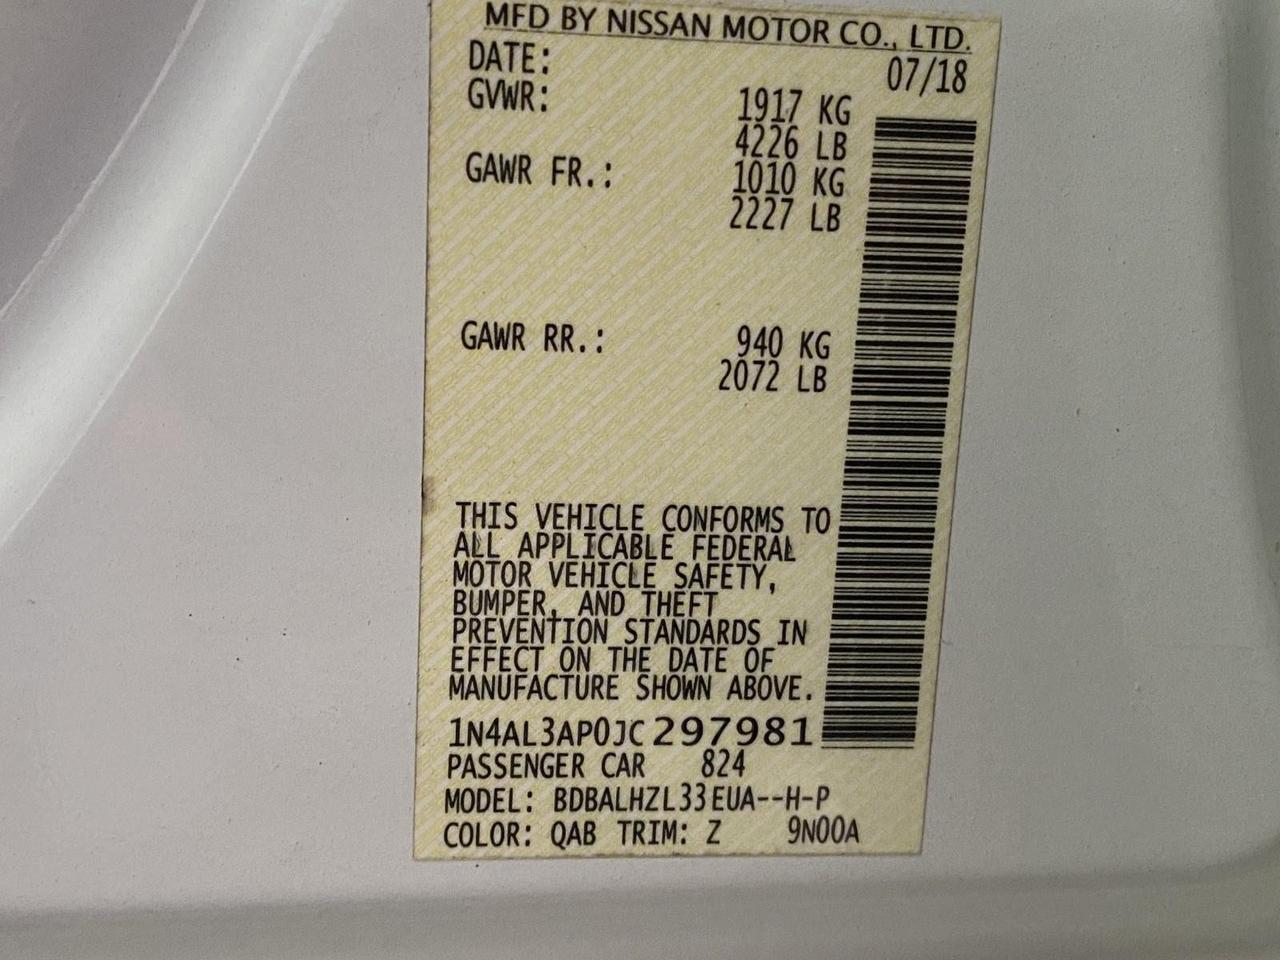 MFD BY NISSAN MOTOR CO., LTD.
DATE: 07/18
GVWR: 1917 KG
4226 LB
GAWR FR.: 1010 KG
2227 LB
GAWR RR.: 940 KG
2072 LB
THIS VEHICLE CONFORMS TO
ALL APPLICABLE FEDERAL
MOTOR VEHICLE SAFETY,
BUMPER, AND THEFT
PREVENTION STANDARDS IN
EFFECT ON THE DATE OF
MANUFACTURE SHOWN ABOVE.
1N4AL3AP0JC297981
PASSENGER CAR 824
MODEL: BDBALHZL33EUA--H-P
COLOR: QAB TRIM: Z 9N00A